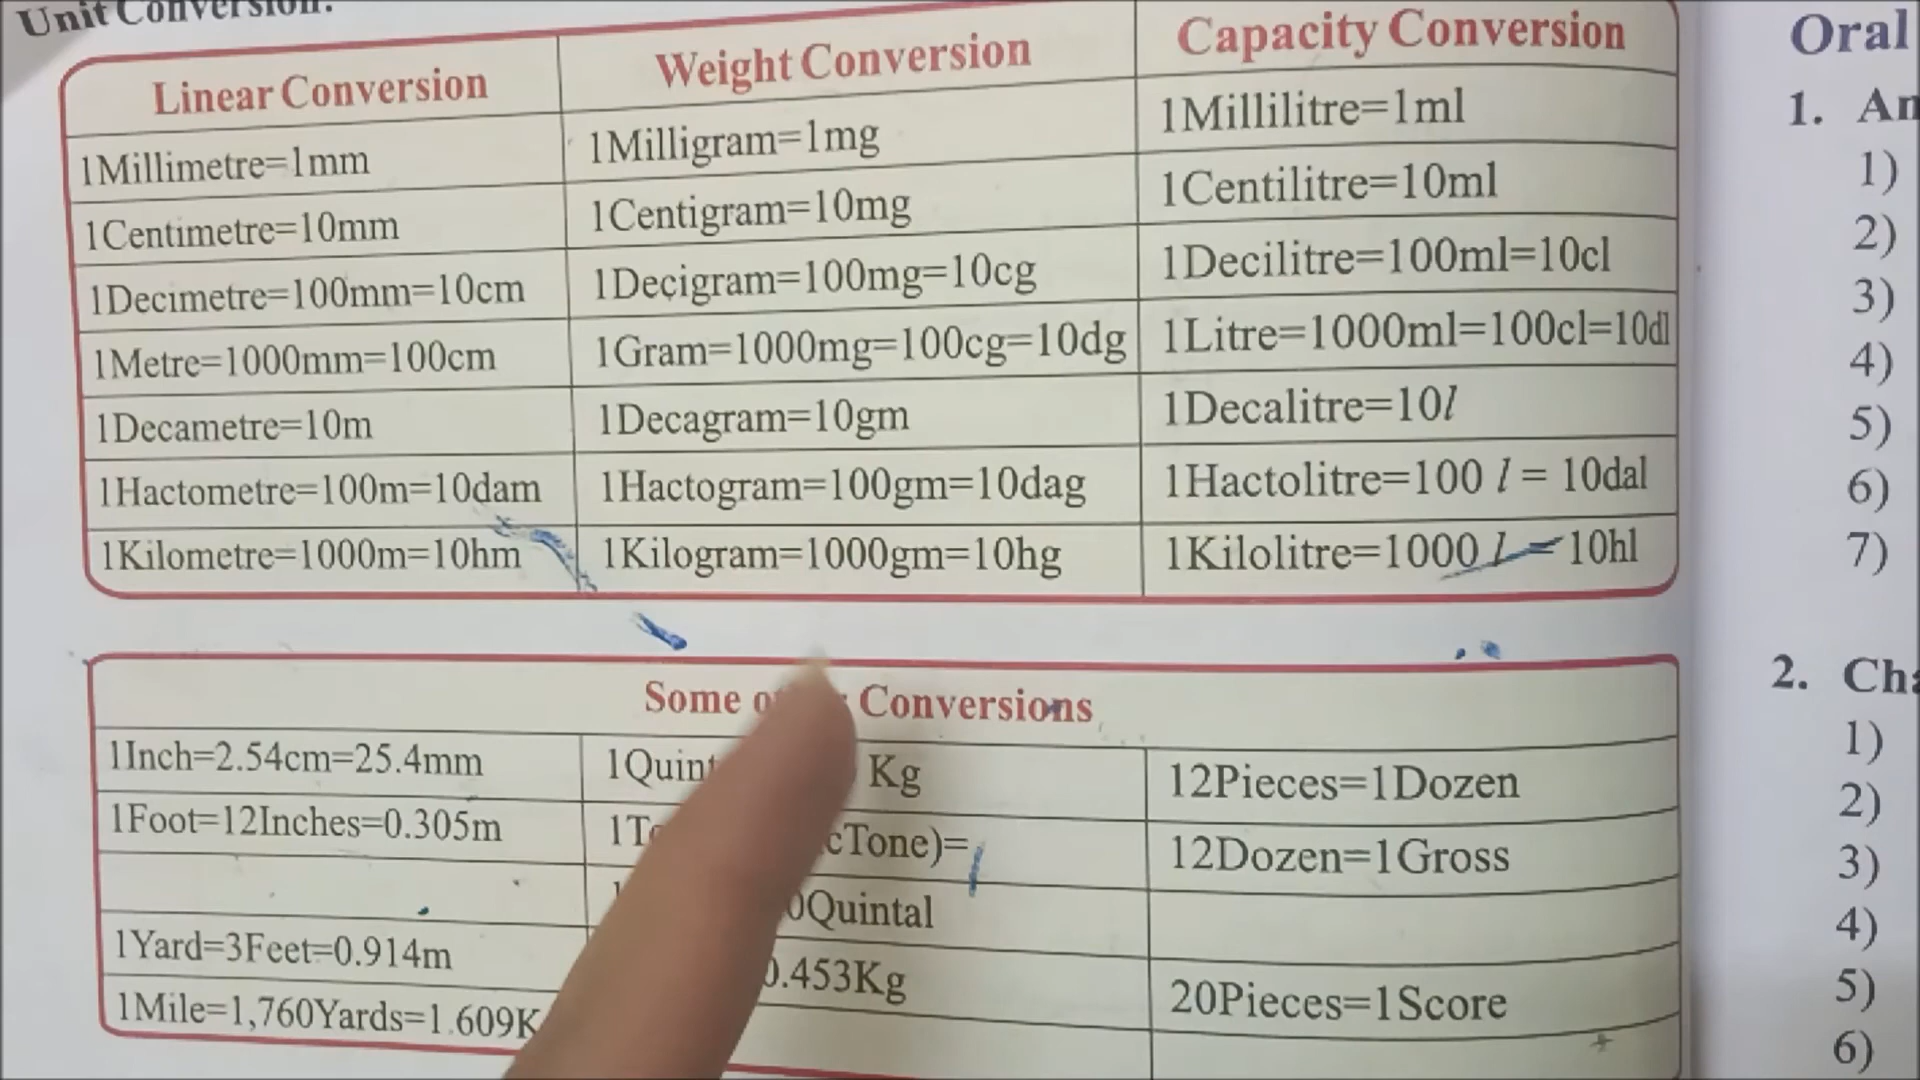 Unit Conversion:
Linear Conversion
Weight Conversion
Capacity Conversion
1Millimetre=1mm
1Milligram=1mg
1Millilitre=1ml
1Centimetre=10mm
1Centigram=10mg
1Centilitre=10ml
1Decimetre=100mm=10cm
1Decigram=100mg=10cg
1Decilitre=100ml=10cl
1Metre=1000mm=100cm
1Gram=1000mg=100cg=10dg
1Litre=1000ml=100cl=10dl
1Decametre=10m
1Decagram=10gm
1Decalitre=10l
1Hactometre=100m=10dam
1Hactogram=100gm=10dag
1Hactolitre=100 l = 10dal
1Kilometre=1000m=10hm
1Kilogram=1000gm=10hg
1Kilolitre=1000 l = 10hl
Some Conversions
1Inch=2.54cm=25.4mm
Kg
12Pieces=1Dozen
1Foot=12Inches=0.305m
Tone)=
12Dozen=1Gross
Quintal
1Yard=3Feet=0.914m
0.453Kg
20Pieces=1Score
1Mile=1,760Yards=1.609K
Oral
1.
1)
2)
3)
4)
5)
6)
7)
2.
1)
2)
3)
4)
5)
6)